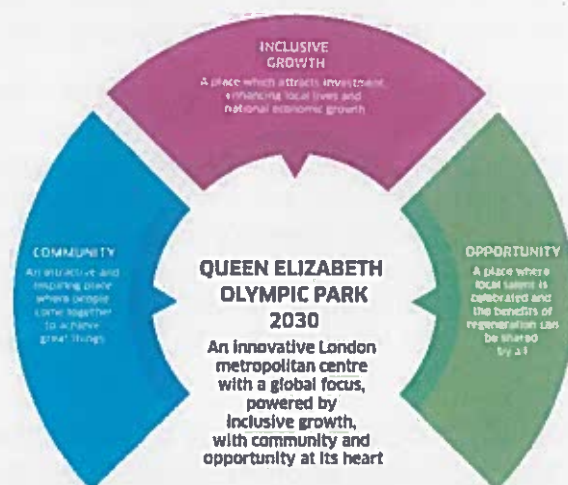 INCLUSIVE
GROWTH
A place which attracts investment,
enhancing local lives and
national economic growth
COMMUNITY
An attractive and
inspiring place
where people
come together
to achieve
great things
QUEEN ELIZABETH
OLYMPIC PARK
2030
An innovative London
metropolitan centre
with a global focus,
powered by
inclusive growth,
with community and
opportunity at its heart
OPPORTUNITY
A place where
local talent is
celebrated and
the benefits of
regeneration can
be shared
by all